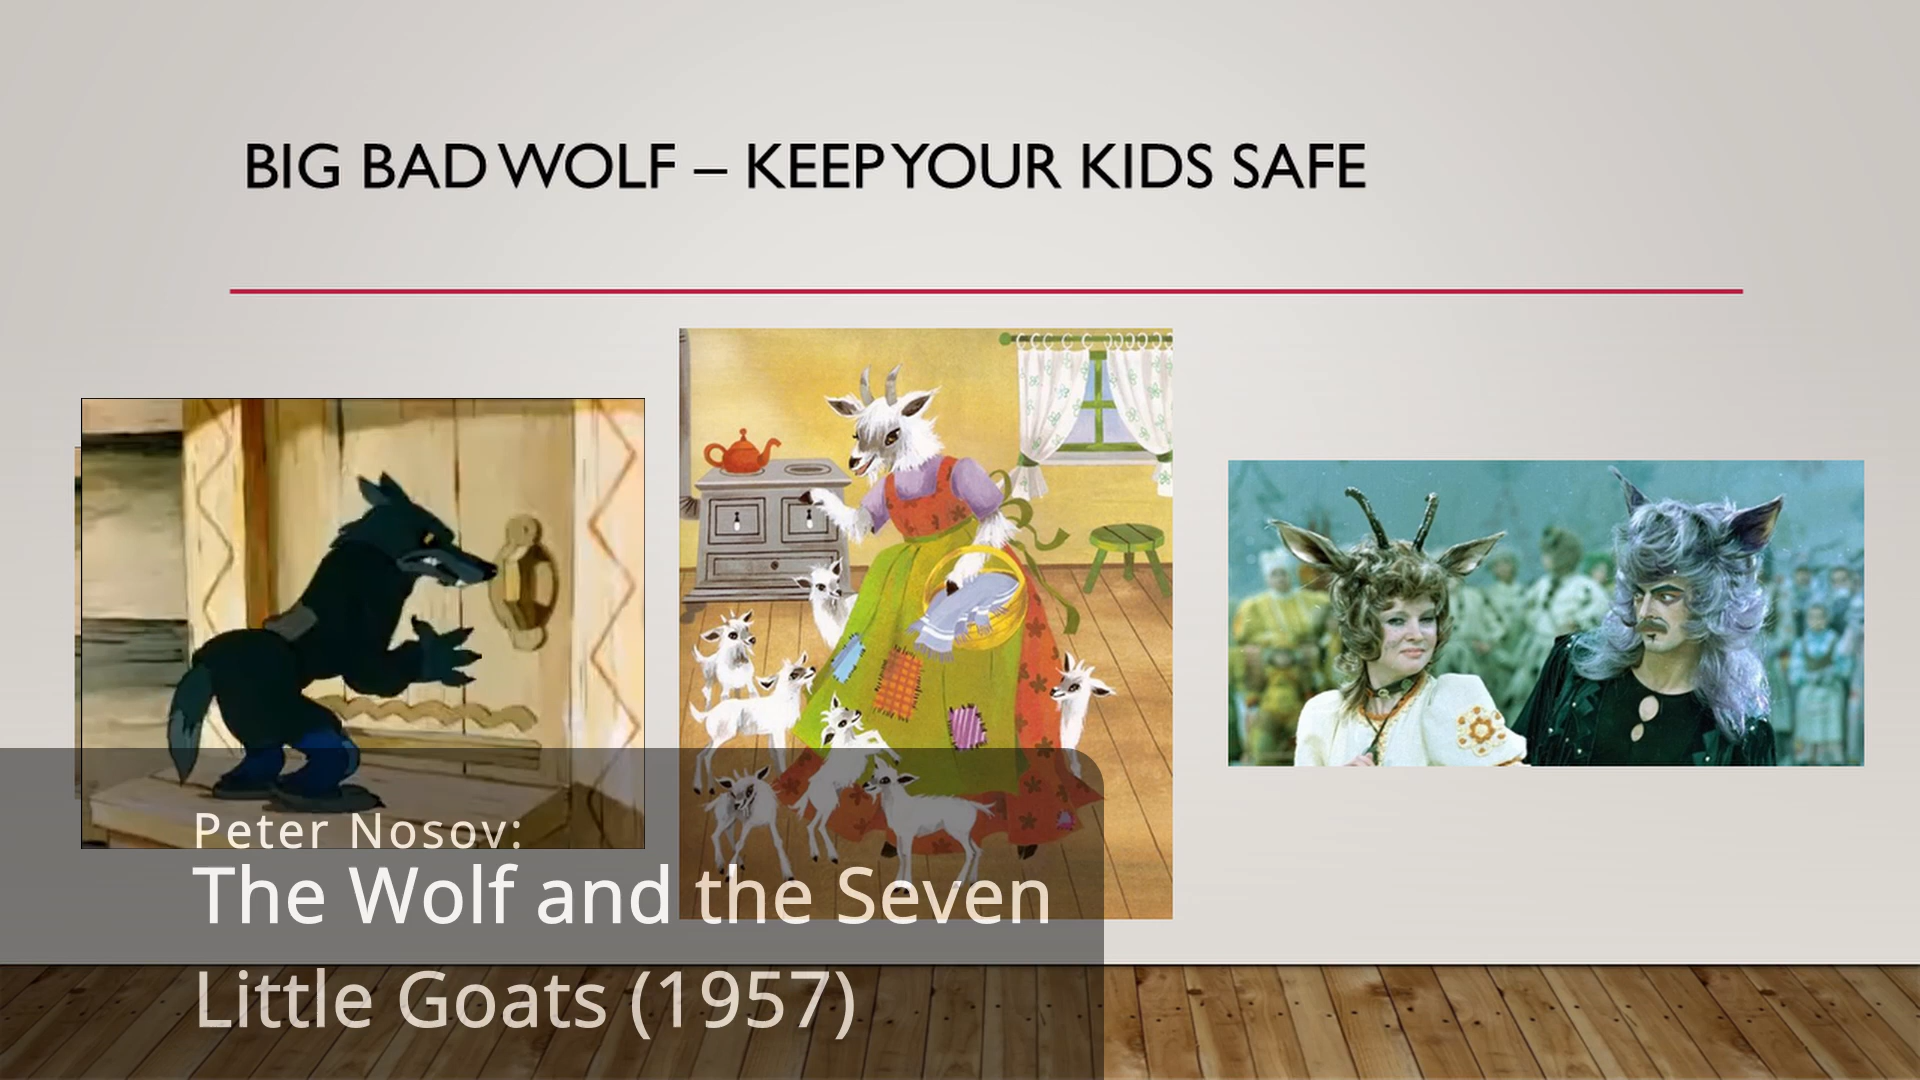 BIG BAD WOLF – KEEP YOUR KIDS SAFE
Peter Nosov:
The Wolf and the Seven
Little Goats (1957)